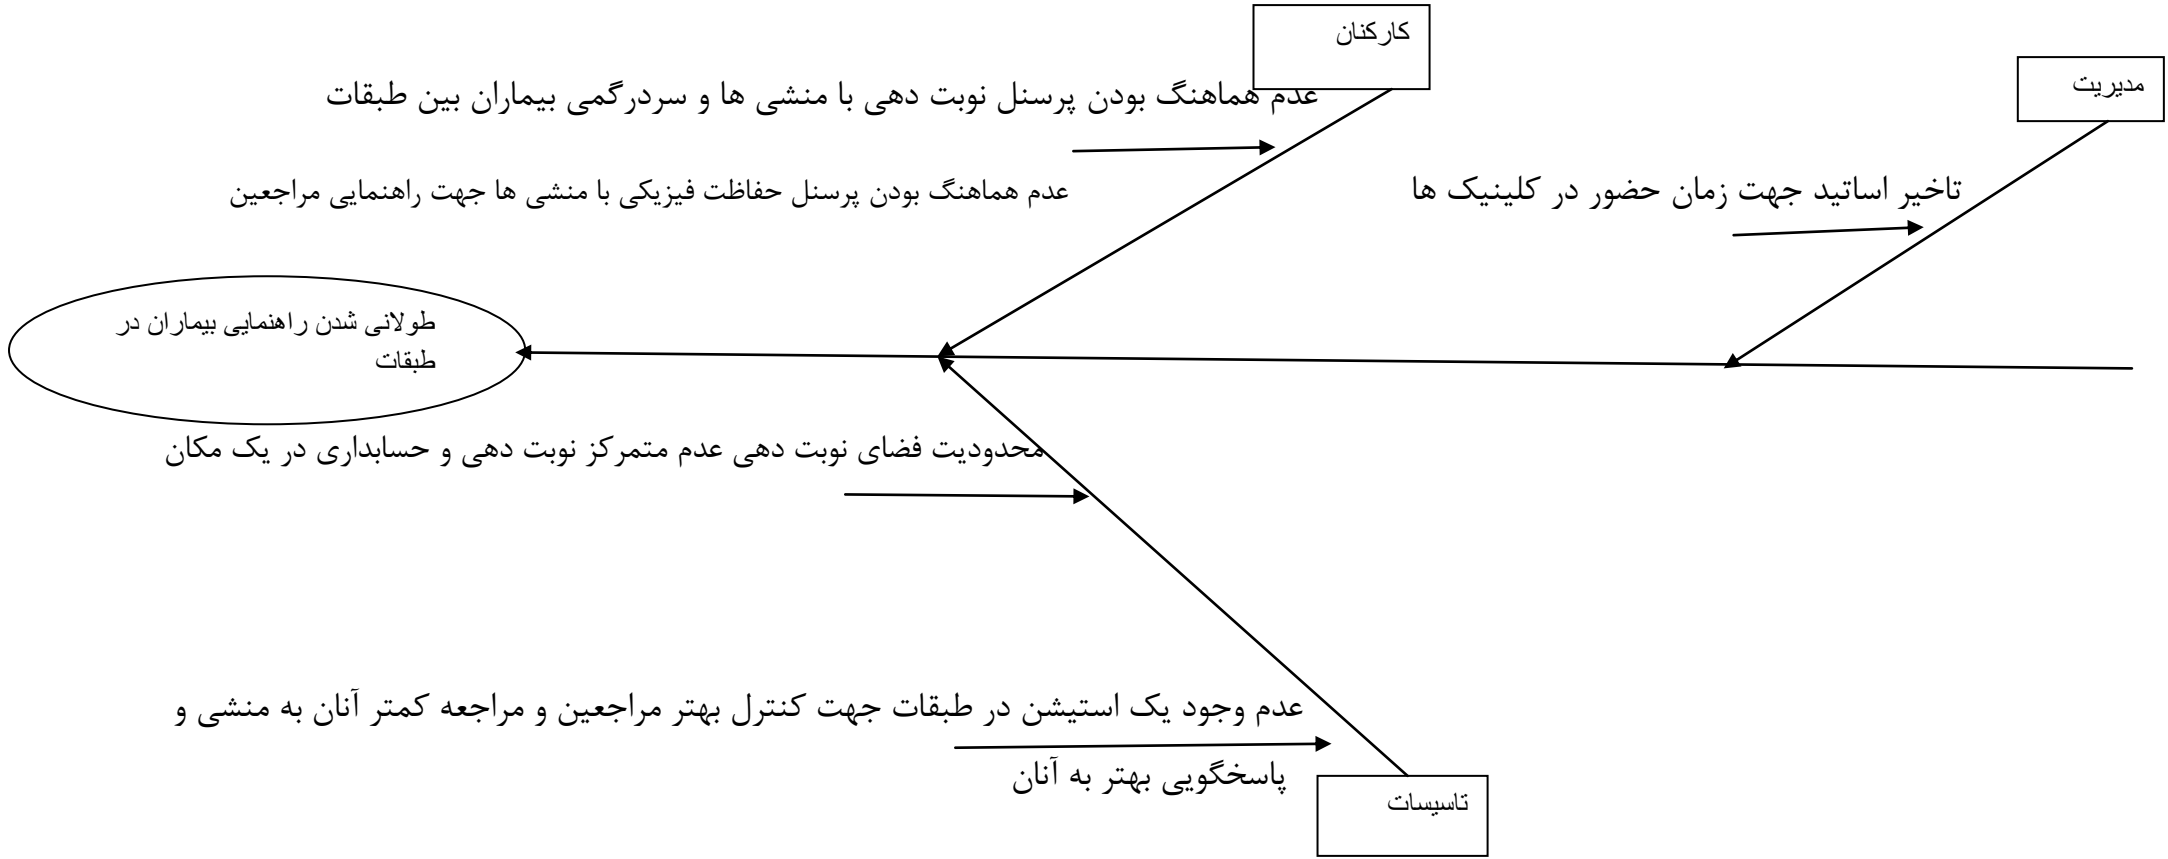 کارکنان
مدیریت
عدم هماهنگ بودن پرسنل نوبت دهی با منشی ها و سردرگمی بیماران بین طبقات
تاخیر اساتید جهت زمان حضور در کلینیک ها
عدم هماهنگ بودن پرسنل حفاظت فیزیکی با منشی ها جهت راهنمایی مراجعین
طولانی شدن راهنمایی بیماران در
طبقات
محدودیت فضای نوبت دهی عدم متمرکز نوبت دهی و حسابداری در یک مکان
عدم وجود یک استیشن در طبقات جهت کنترل بهتر مراجعین و مراجعه کمتر آنان به منشی و
پاسخگویی بهتر به آنان
تاسیسات